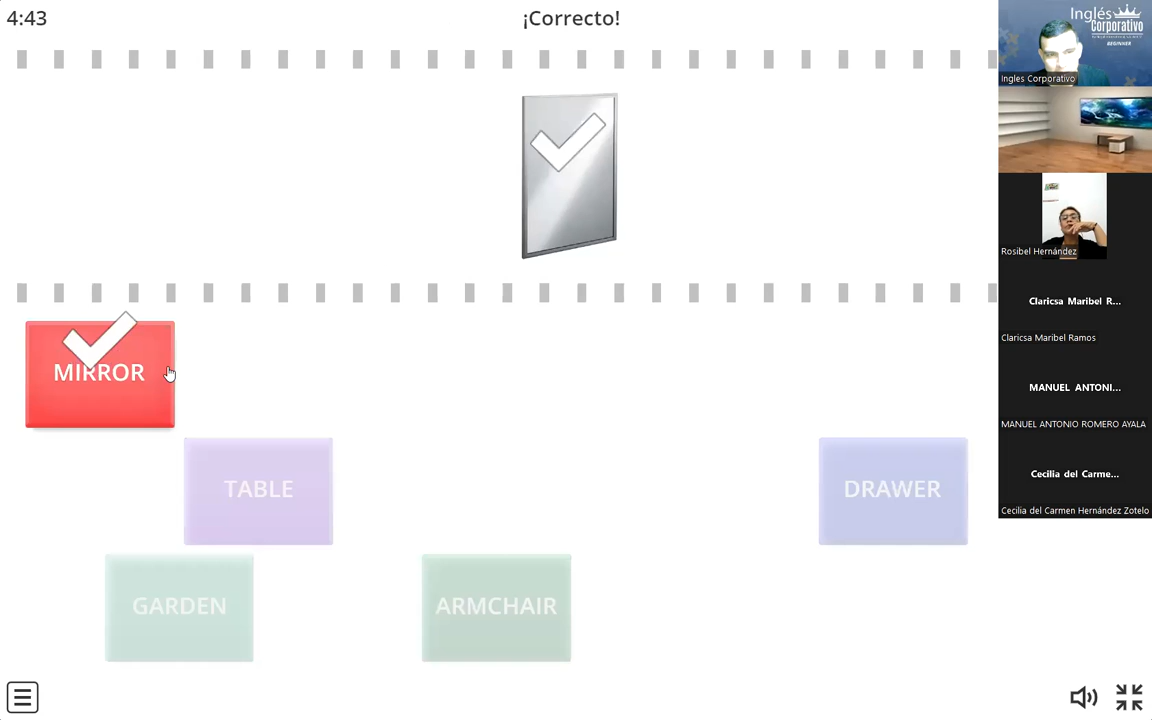 4:43
¡Correcto!
MIRROR
TABLE
DRAWER
GARDEN
ARMCHAIR
Inglés
Corporativo
BEGINNER
Ingles Corporativo
Rosibel Hernández
Claricsa Maribel R...
Claricsa Maribel Ramos
MANUEL ANTONI...
MANUEL ANTONIO ROMERO AYALA
Cecilia del Carme...
Cecilia del Carmen Hernández Zotelo